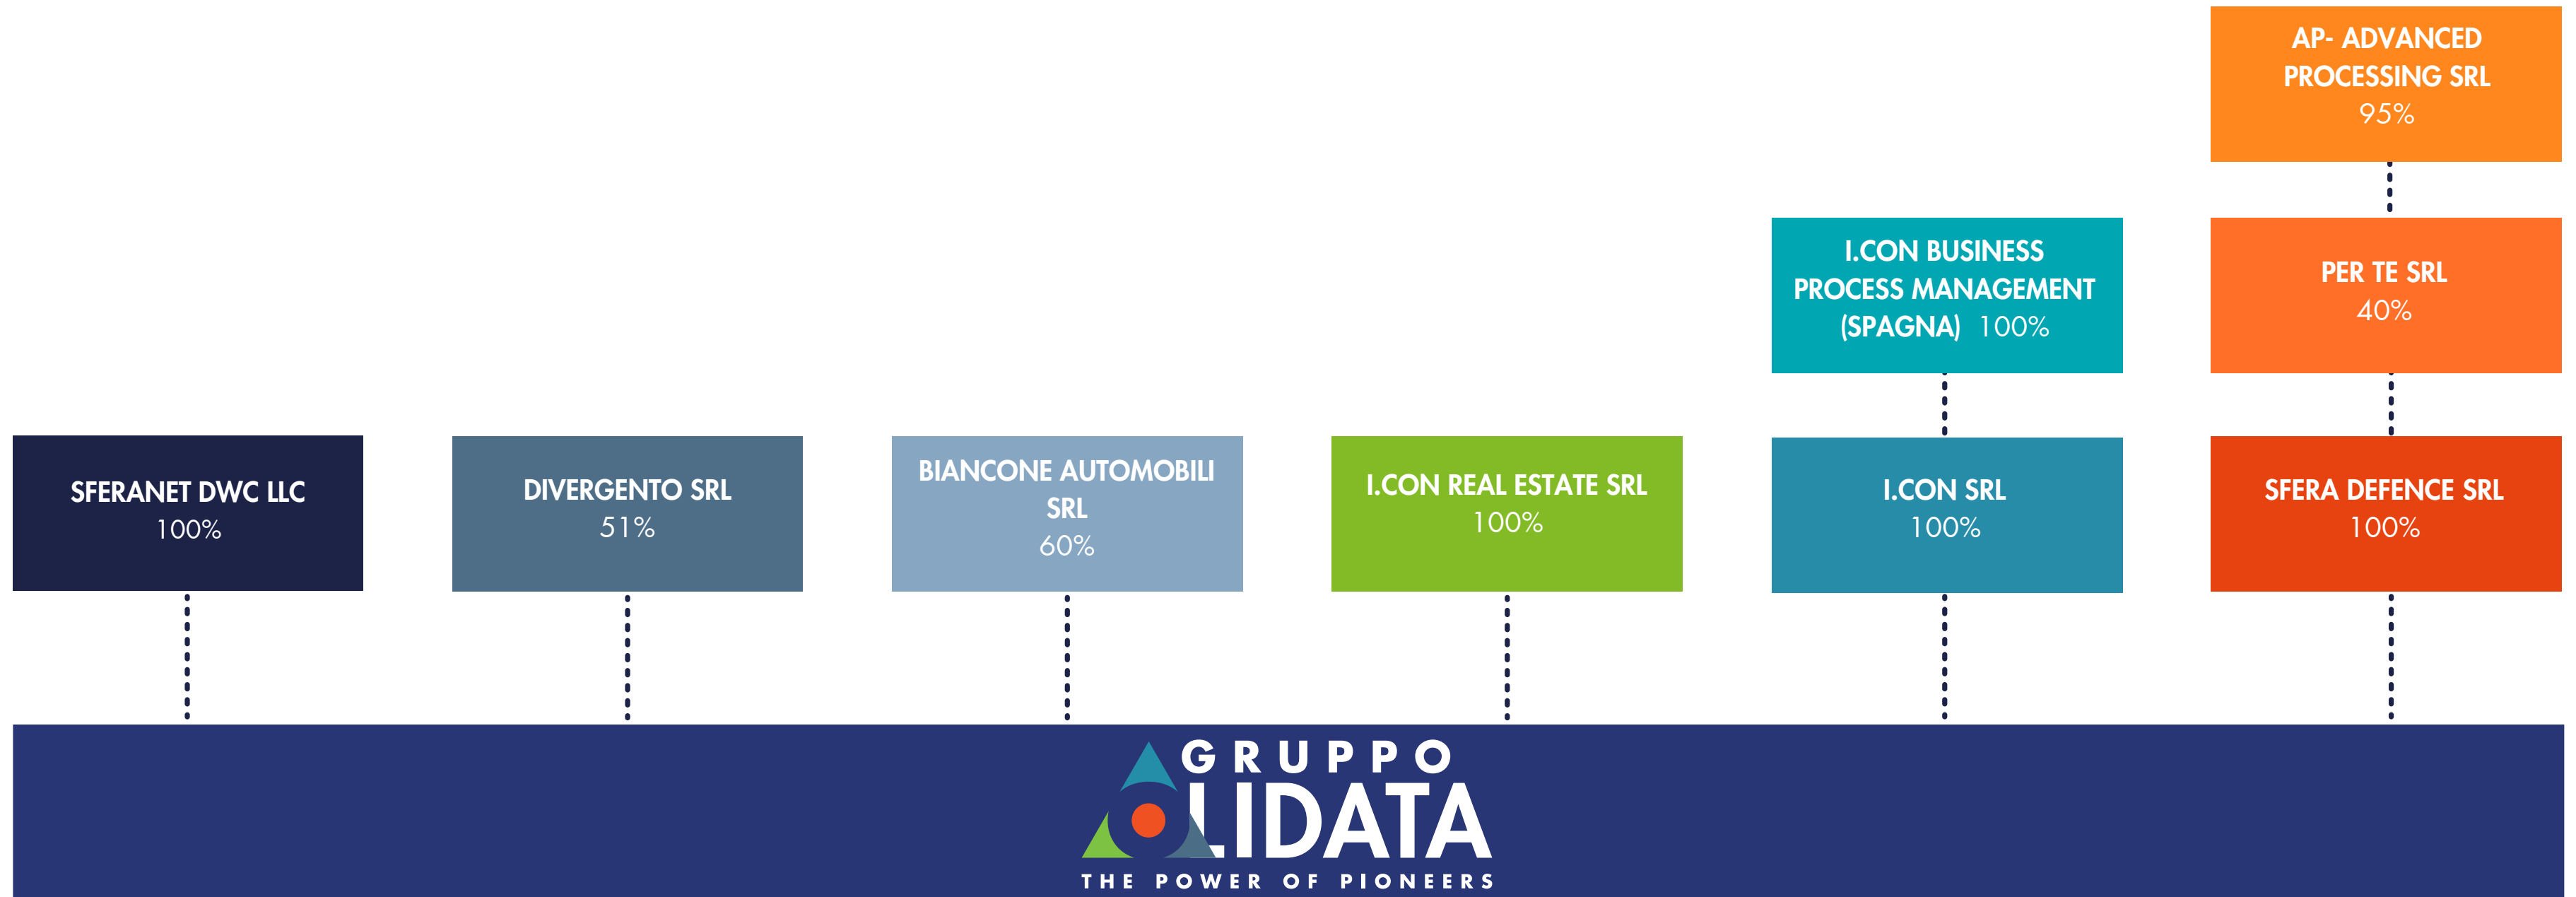 AP- ADVANCED
PROCESSING SRL
95%
I.CON BUSINESS
PROCESS MANAGEMENT
(SPAGNA) 100%
PER TE SRL
40%
SFERANET DWC LLC
100%
DIVERGENTO SRL
51%
BIANCONE AUTOMOBILI
SRL
60%
I.CON REAL ESTATE SRL
100%
I.CON SRL
100%
SFERA DEFENCE SRL
100%
GRUPPO
OLIDATA
THE POWER OF PIONEERS